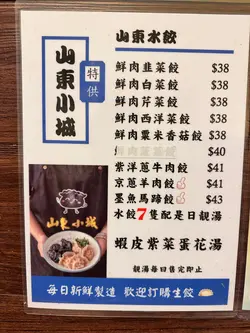 山東小城
特供
山東水餃
鮮肉韭菜餃 $38
鮮肉白菜餃 $38
鮮肉芹菜餃 $38
鮮肉西洋菜餃 $38
鮮肉粟米香菇餃 $38
$40
紫洋蔥牛肉餃 $41
京蔥羊肉餃 $41
墨魚馬蹄餃 $43
水餃7隻配是日靚湯
蝦皮紫菜蛋花湯
靚湯每日售完即止
山東小城
每日新鮮製造 歡迎訂購生餃